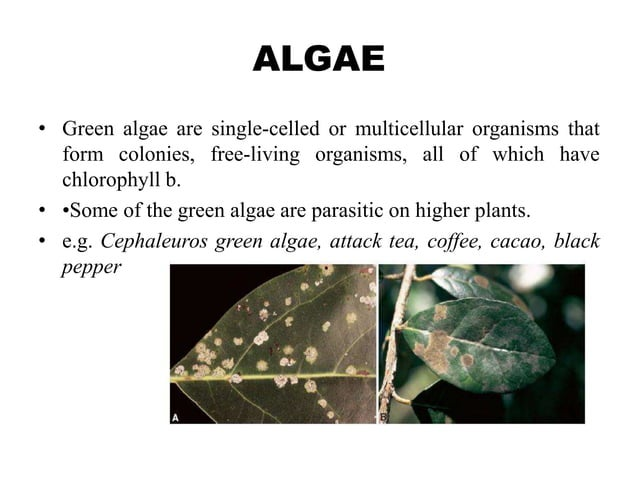 ALGAE
• Green algae are single-celled or multicellular organisms that
form colonies, free-living organisms, all of which have
chlorophyll b.
• •Some of the green algae are parasitic on higher plants.
• e.g. Cephaleuros green algae, attack tea, coffee, cacao, black
pepper
A B